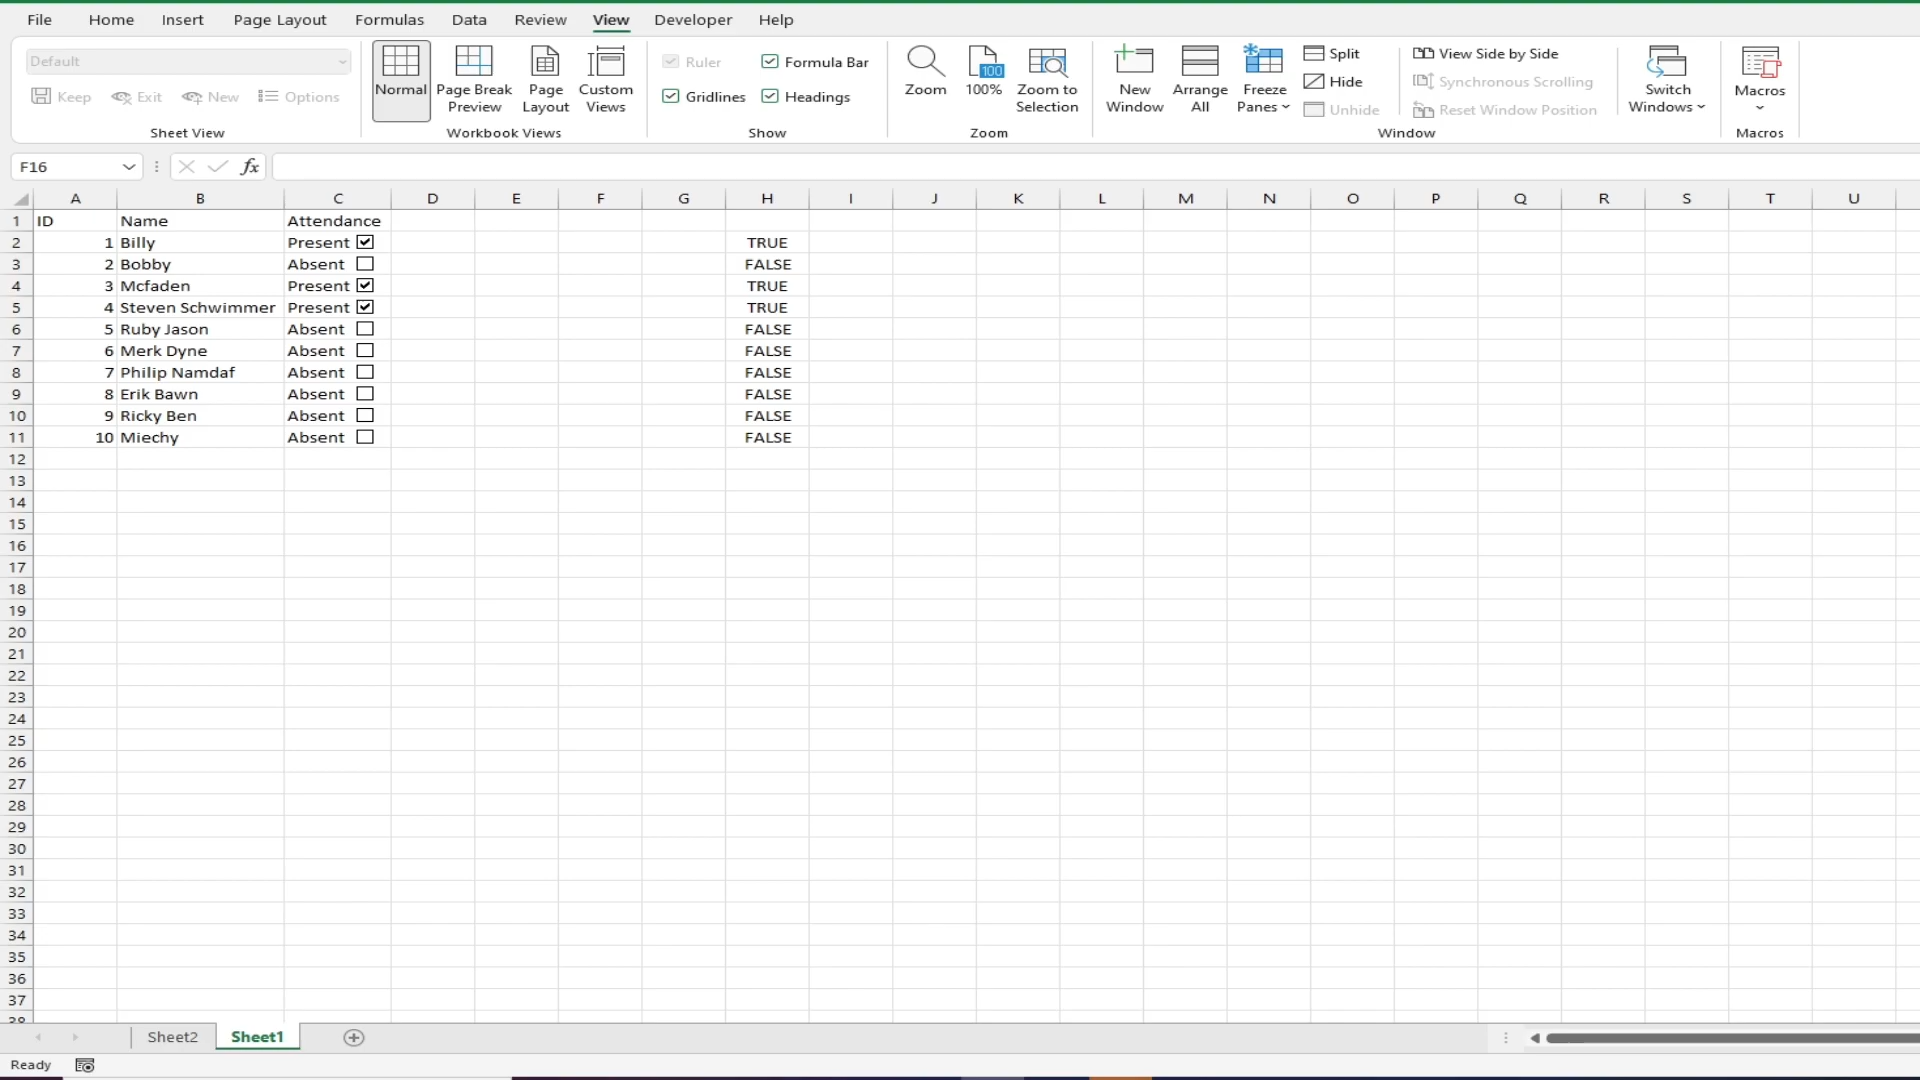 File Home Insert Page Layout Formulas Data Review View Developer Help
Default
Keep Exit New Options
Sheet View
Normal
Page Break Preview
Page Layout
Custom Views
Workbook Views
Ruler Formula Bar
Gridlines Headings
Show
Zoom
100
100%
Zoom to Selection
Zoom
New Window
Arrange All
Freeze Panes
Split
Hide
Unhide
View Side by Side
Synchronous Scrolling
Reset Window Position
Window
Switch Windows
Macros
Macros
F16 fx
A B C D E F G H I J K L M N O P Q R S T U
1 ID Name Attendance
2 1 Billy Present TRUE
3 2 Bobby Absent FALSE
4 3 Mcfaden Present TRUE
5 4 Steven Schwimmer Present TRUE
6 5 Ruby Jason Absent FALSE
7 6 Merk Dyne Absent FALSE
8 7 Philip Namdaf Absent FALSE
9 8 Erik Bawn Absent FALSE
10 9 Ricky Ben Absent FALSE
11 10 Miechy Absent FALSE
12
13
14
15
16
17
18
19
20
21
22
23
24
25
26
27
28
29
30
31
32
33
34
35
36
37
38
Sheet2 Sheet1
Ready